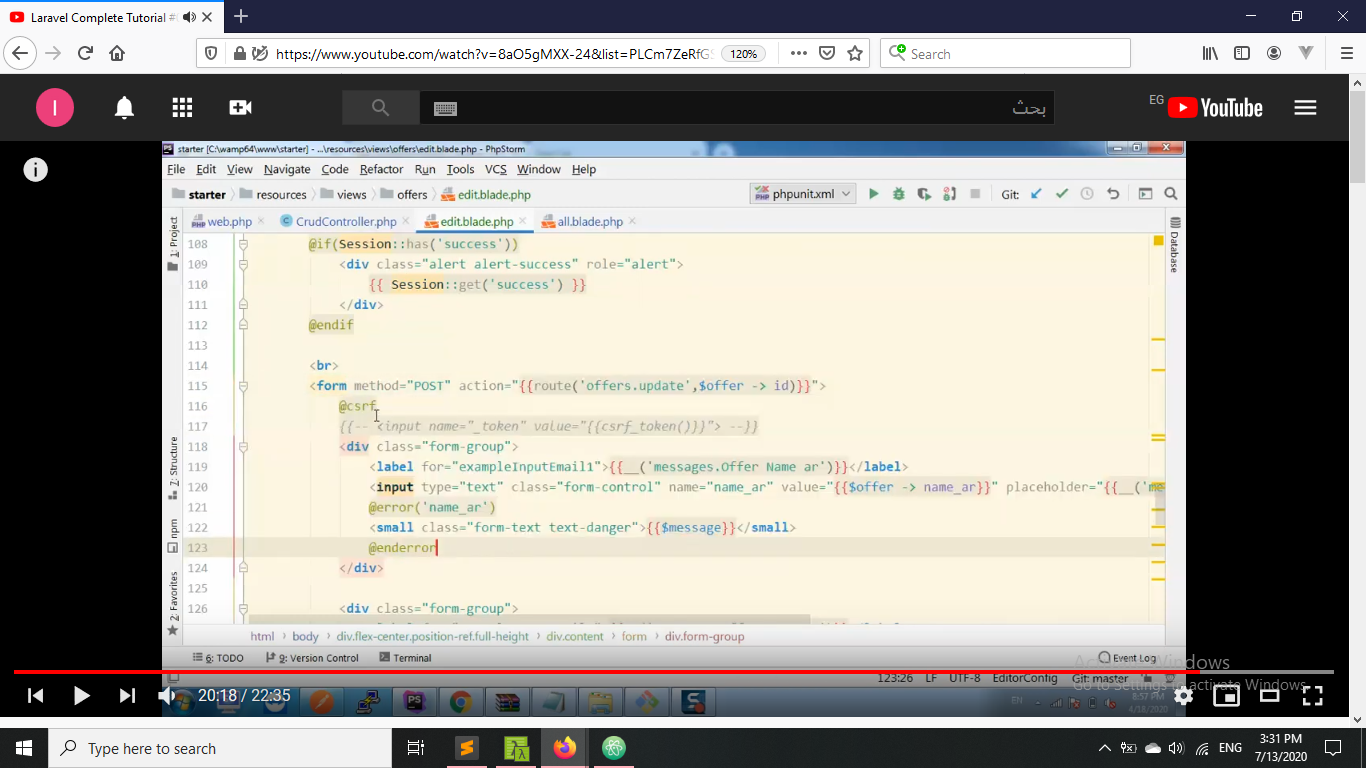 Laravel Complete Tutorial #
https://www.youtube.com/watch?v=8aO5gMXX-24&list=PLCm7ZeRfGS
120%
Search
I
بحث
EG
YouTube
starter [C:\wamp64\www\starter] - ...\resources\views\offers\edit.blade.php - PhpStorm
File Edit View Navigate Code Refactor Run Tools VCS Window Help
starter resources views offers edit.blade.php
phpunit.xml
Git:
web.php CrudController.php edit.blade.php all.blade.php
1: Project
Database
7: Structure
npm
2: Favorites
108 @if(Session::has('success'))
109 <div class="alert alert-success" role="alert">
110 {{ Session::get('success') }}
111 </div>
112 @endif
113
114 <br>
115 <form method="POST" action="{{route('offers.update',$offer -> id)}}">
116 @csrf
117 {{-- <input name="_token" value="{{csrf_token()}}"> --}}
118 <div class="form-group">
119 <label for="exampleInputEmail1">{{__('messages.Offer Name ar')}}</label>
120 <input type="text" class="form-control" name="name_ar" value="{{$offer -> name_ar}}" placeholder="{{__('me
121 @error('name_ar')
122 <small class="form-text text-danger">{{$message}}</small>
123 @enderror
124 </div>
125
126 <div class="form-group">
html › body › div.flex-center.position-ref.full-height › div.content › form › div.form-group
6: TODO 9: Version Control Terminal Event Log
Activate Windows
Go to Settings to activate Windows.
123:26 LF UTF-8 EditorConfig Git: master
20:18 / 22:35
EN
8:57 PM
4/18/2020
Type here to search
ENG
3:31 PM
7/13/2020